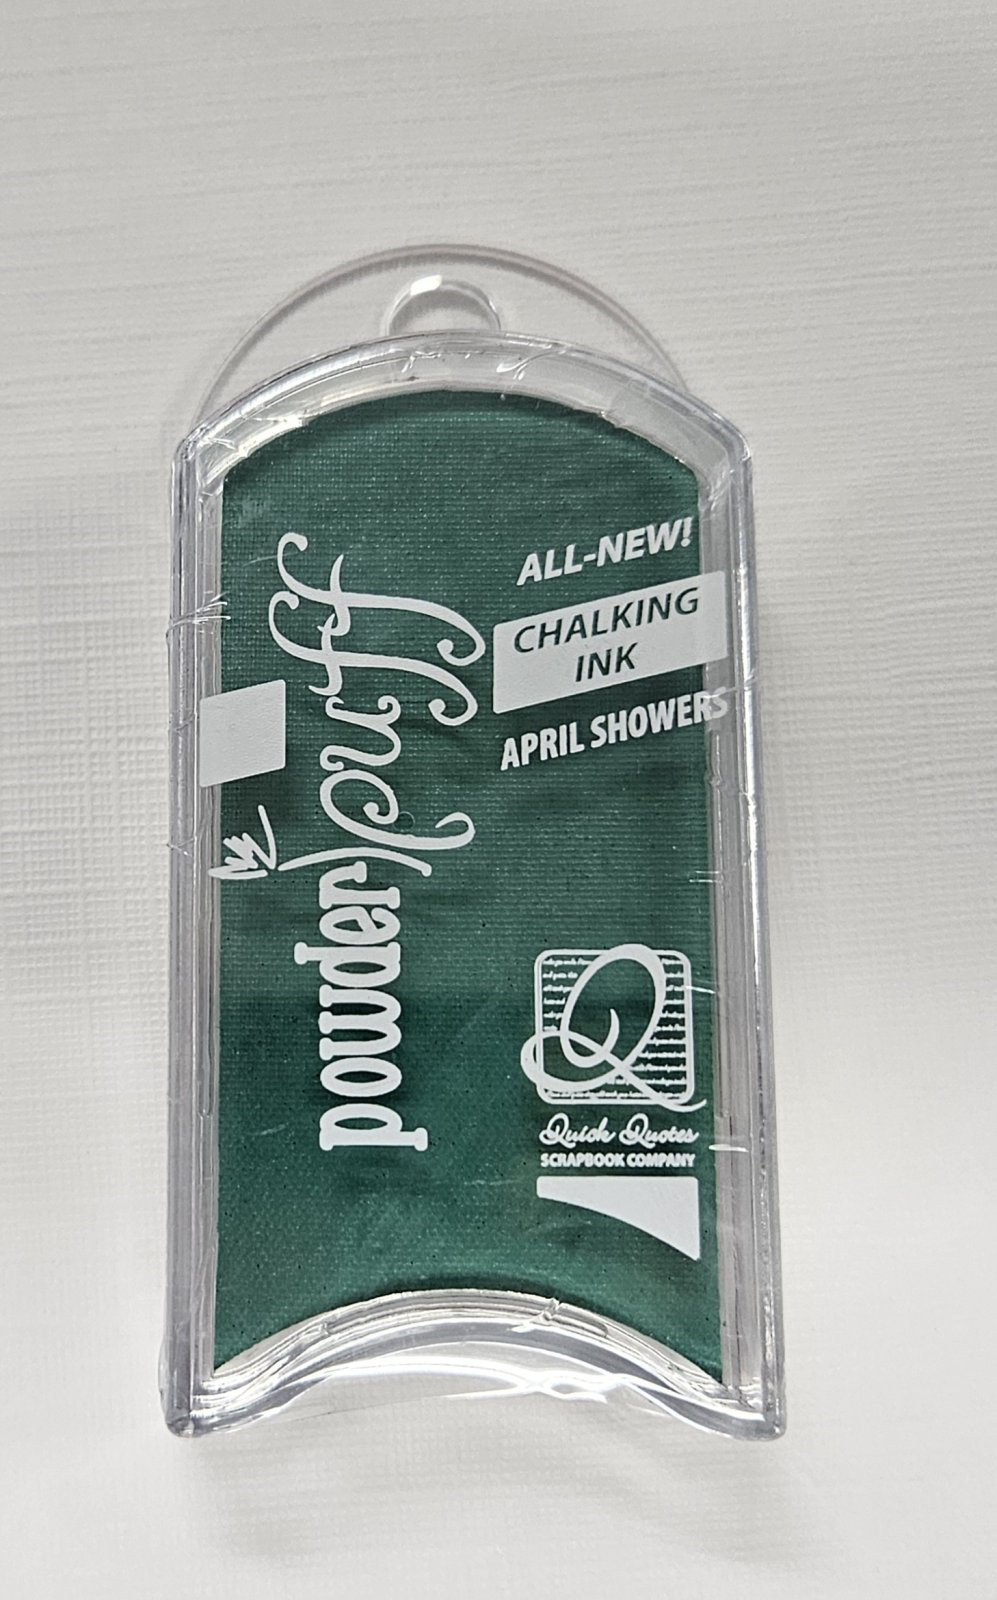 powder puff
ALL-NEW!
CHALKING
INK
APRIL SHOWERS
Q
Quick Quotes
SCRAPBOOK COMPANY